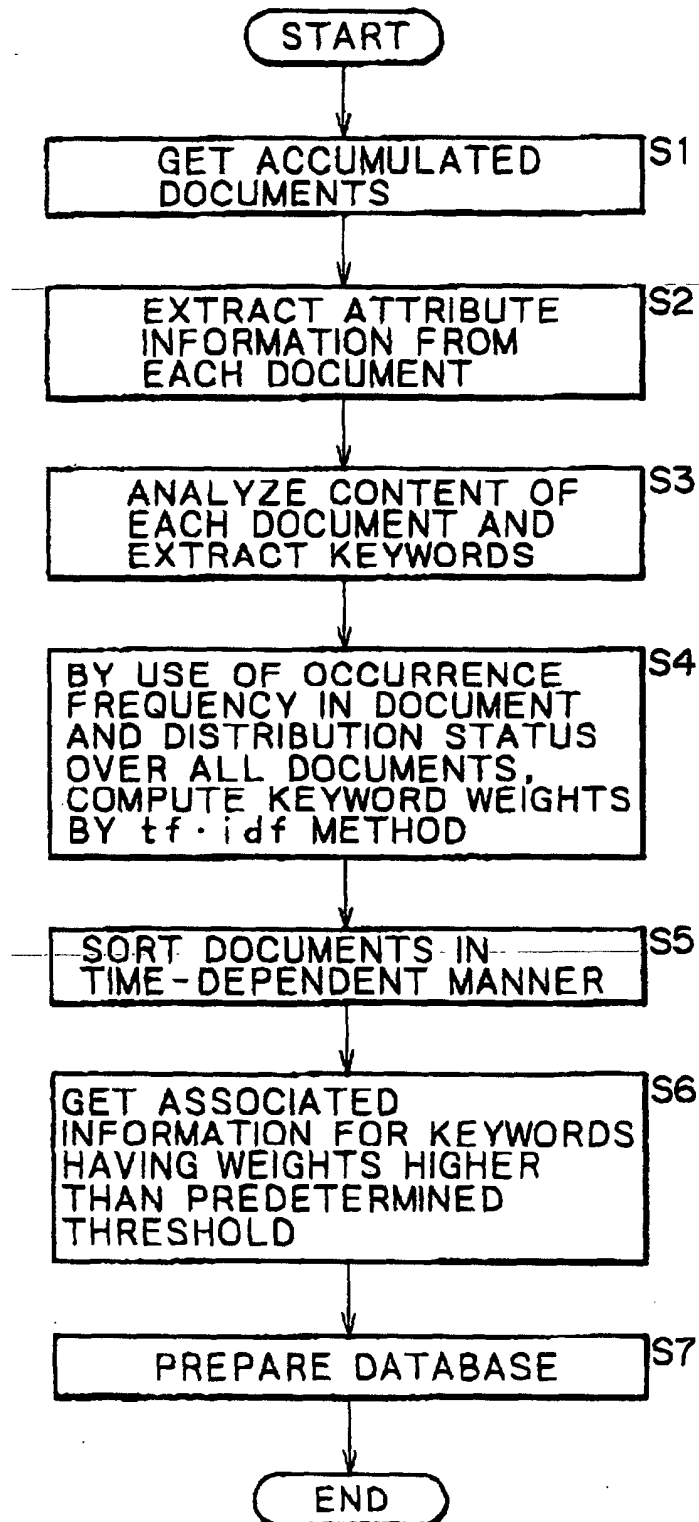 START
GET ACCUMULATED
DOCUMENTS
S1
EXTRACT ATTRIBUTE
INFORMATION FROM
EACH DOCUMENT
S2
ANALYZE CONTENT OF
EACH DOCUMENT AND
EXTRACT KEYWORDS
S3
BY USE OF OCCURRENCE
FREQUENCY IN DOCUMENT
AND DISTRIBUTION STATUS
OVER ALL DOCUMENTS,
COMPUTE KEYWORD WEIGHTS
BY tf·idf METHOD
S4
SORT DOCUMENTS IN
TIME-DEPENDENT MANNER
S5
GET ASSOCIATED
INFORMATION FOR KEYWORDS
HAVING WEIGHTS HIGHER
THAN PREDETERMINED
THRESHOLD
S6
PREPARE DATABASE
S7
END